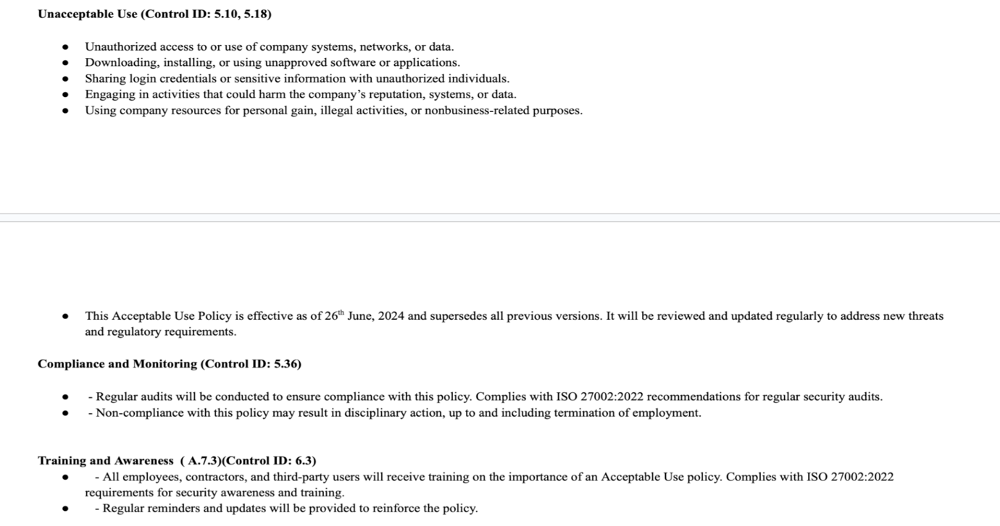 Unacceptable Use (Control ID: 5.10, 5.18)
● Unauthorized access to or use of company systems, networks, or data.
● Downloading, installing, or using unapproved software or applications.
● Sharing login credentials or sensitive information with unauthorized individuals.
● Engaging in activities that could harm the company’s reputation, systems, or data.
● Using company resources for personal gain, illegal activities, or nonbusiness-related purposes.
● This Acceptable Use Policy is effective as of 26th June, 2024 and supersedes all previous versions. It will be reviewed and updated regularly to address new threats
and regulatory requirements.
Compliance and Monitoring (Control ID: 5.36)
● - Regular audits will be conducted to ensure compliance with this policy. Complies with ISO 27002:2022 recommendations for regular security audits.
● - Non-compliance with this policy may result in disciplinary action, up to and including termination of employment.
Training and Awareness ( A.7.3)(Control ID: 6.3)
● - All employees, contractors, and third-party users will receive training on the importance of an Acceptable Use policy. Complies with ISO 27002:2022
requirements for security awareness and training.
● - Regular reminders and updates will be provided to reinforce the policy.